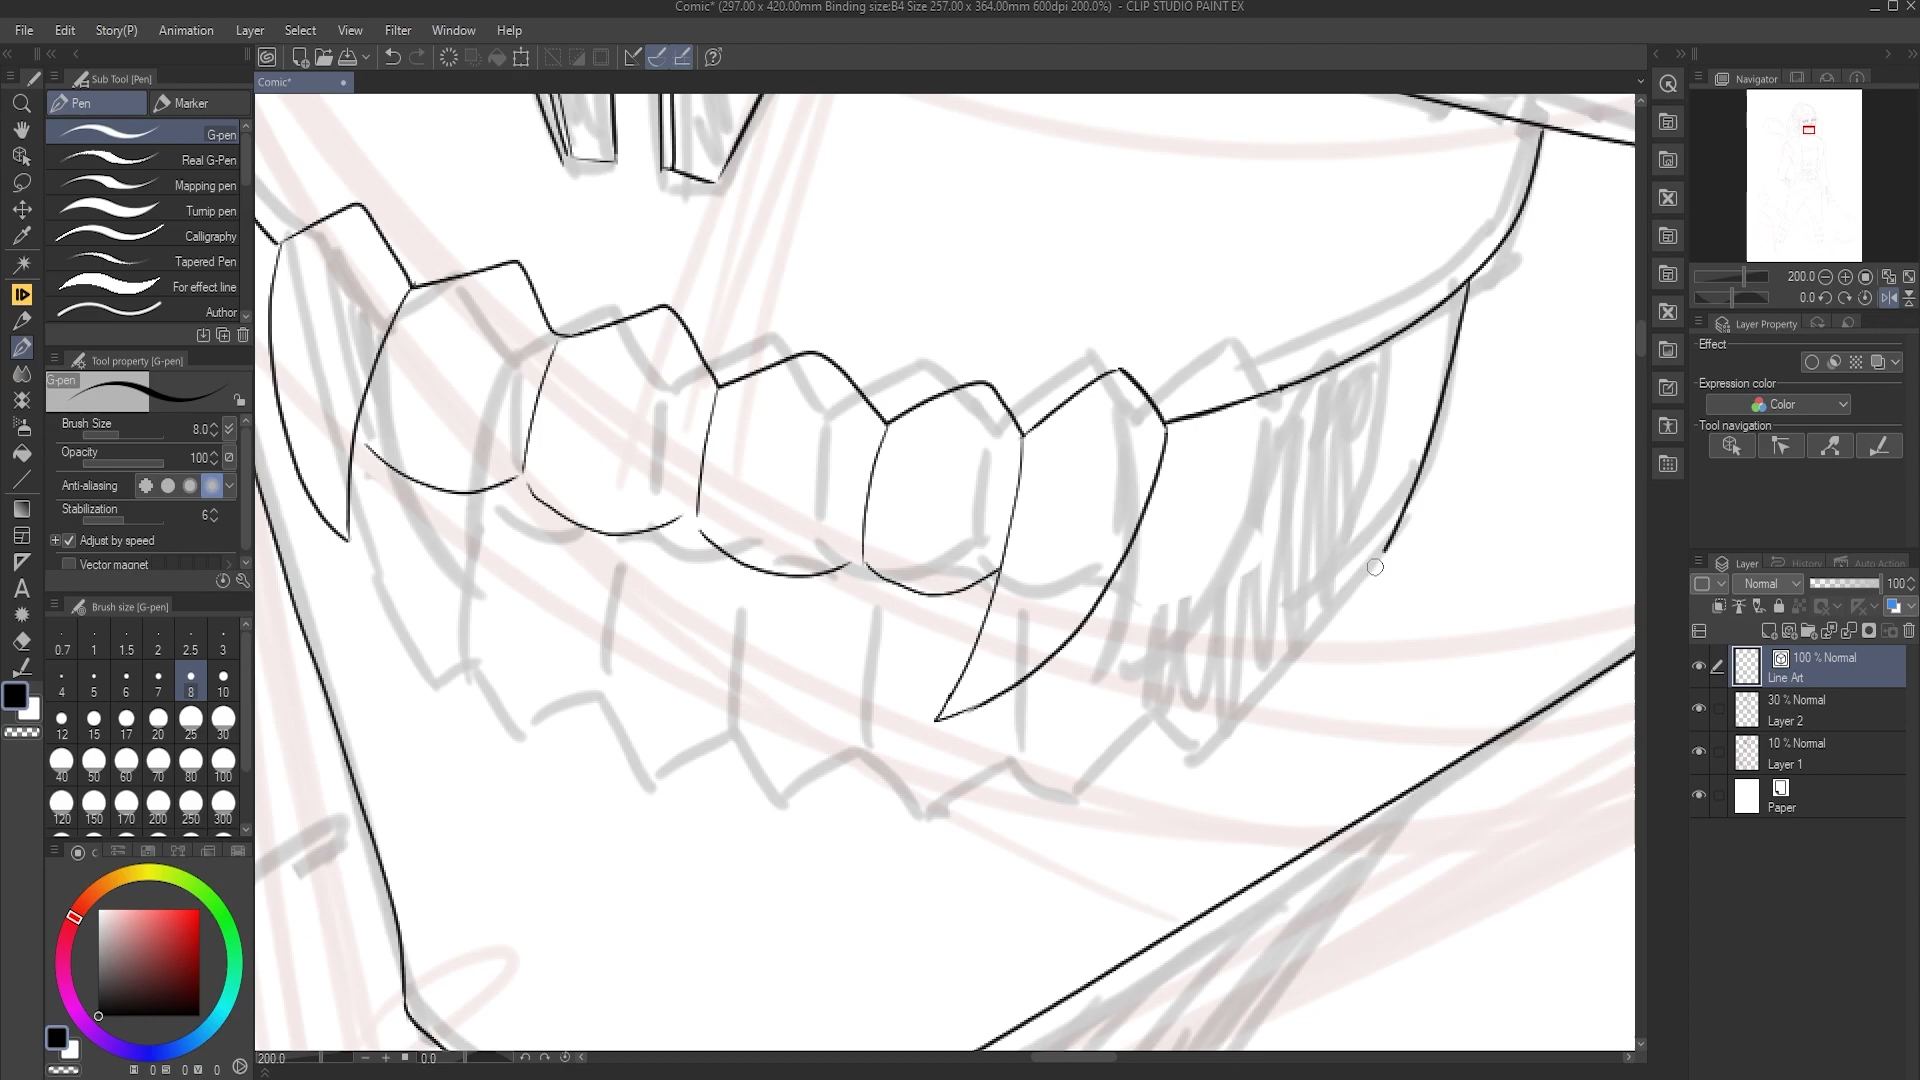 Comic* (297.00 x 420.00mm Binding size:B4 Size 257.00 x 364.00mm 600dpi 200.0%) - CLIP STUDIO PAINT EX
File Edit Story(P) Animation Layer Select View Filter Window Help
Sub Tool [Pen]
Comic*
Navigator
Pen Marker
G-pen
Real G-Pen
Mapping pen
Turnip pen
Calligraphy
Tapered Pen
For effect line
Author
Tool property [G-pen]
G-pen
Brush Size 8.0
Opacity 100
Anti-aliasing
Stabilization 6
Adjust by speed
Vector magnet
Brush size [G-pen]
0.7 1 1.5 2 2.5 3
4 5 6 7 8 10
12 15 17 20 25 30
40 50 60 70 80 100
120 150 170 200 250 300
C
H 0 S 0 V 0
200.0 0.0
200.0
0.0
Layer Property
Effect
Expression color
Color
Tool navigation
Layer History Auto Action
Normal 100
100 % Normal
Line Art
30 % Normal
Layer 2
10 % Normal
Layer 1
Paper